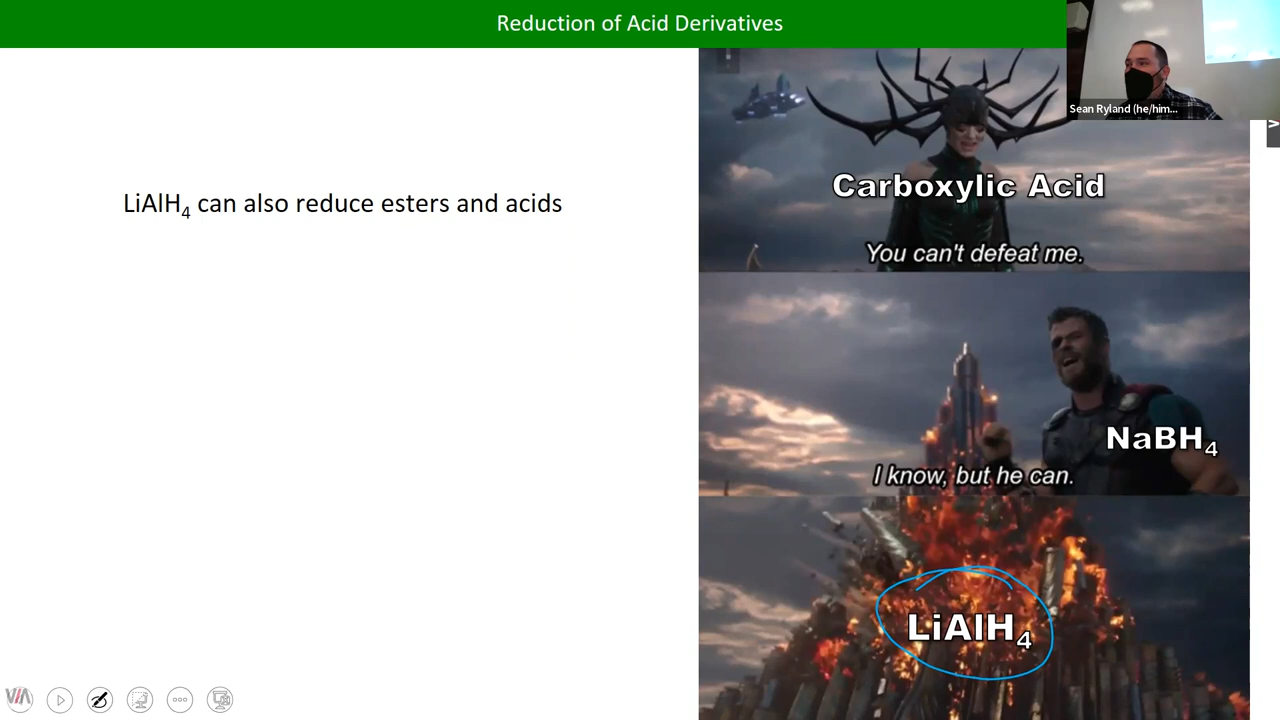 Reduction of Acid Derivatives
Sean Ryland (he/him...
LiAlH₄ can also reduce esters and acids
Carboxylic Acid
You can't defeat me.
NaBH₄
I know, but he can.
LiAlH₄